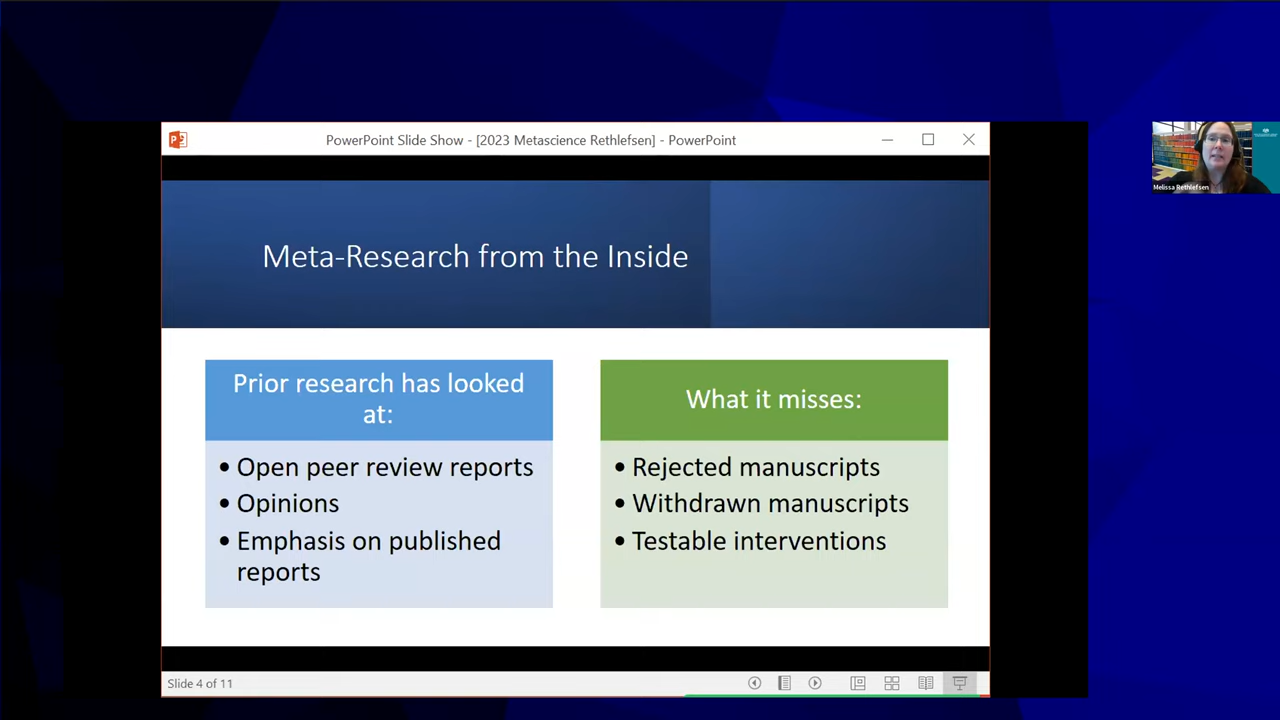 PowerPoint Slide Show - [2023 Metascience Rethlefsen] - PowerPoint
Meta-Research from the Inside
Prior research has looked
at:
• Open peer review reports
• Opinions
• Emphasis on published
reports
What it misses:
• Rejected manuscripts
• Withdrawn manuscripts
• Testable interventions
Slide 4 of 11
Melissa Rethlefsen